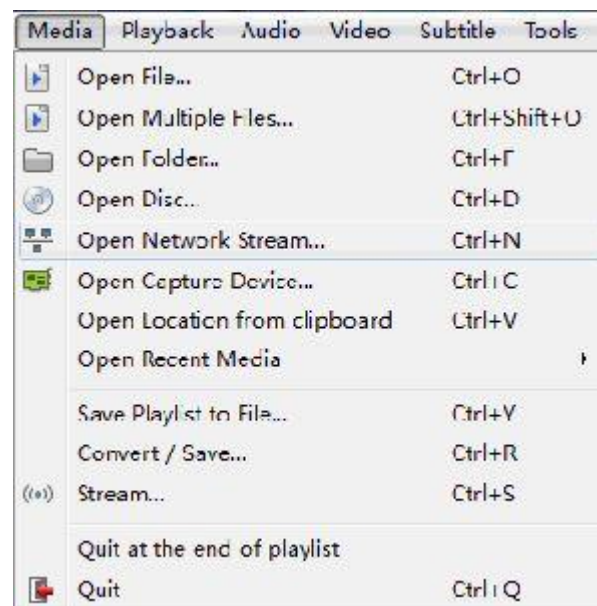 Media Playback Audio Video Subtitle Tools
Open File... Ctrl+O
Open Multiple Files... Ctrl+Shift+O
Open Folder... Ctrl+F
Open Disc... Ctrl+D
Open Network Stream... Ctrl+N
Open Capture Device... Ctrl+C
Open Location from clipboard Ctrl+V
Open Recent Media
Save Playlist to File... Ctrl+Y
Convert / Save... Ctrl+R
Stream... Ctrl+S
Quit at the end of playlist
Quit Ctrl+Q